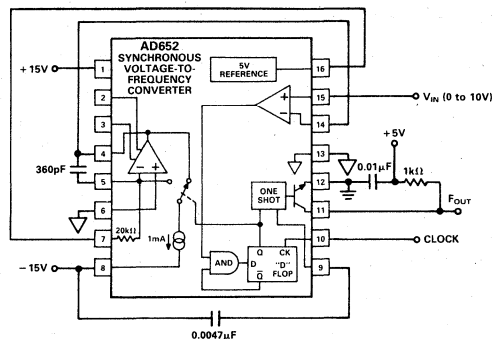 AD652
SYNCHRONOUS
VOLTAGE-TO-
FREQUENCY
CONVERTER
5V
REFERENCE
+15V
1
2
3
4
5
6
7
8
16
15
14
13
12
11
10
9
VIN (0 to 10V)
+5V
0.01μF
1kΩ
FOUT
CLOCK
360pF
20kΩ
1mA
-15V
ONE
SHOT
AND
Q
CK
D
"D"
FLOP
Q̅
0.0047μF
+
−
−
+